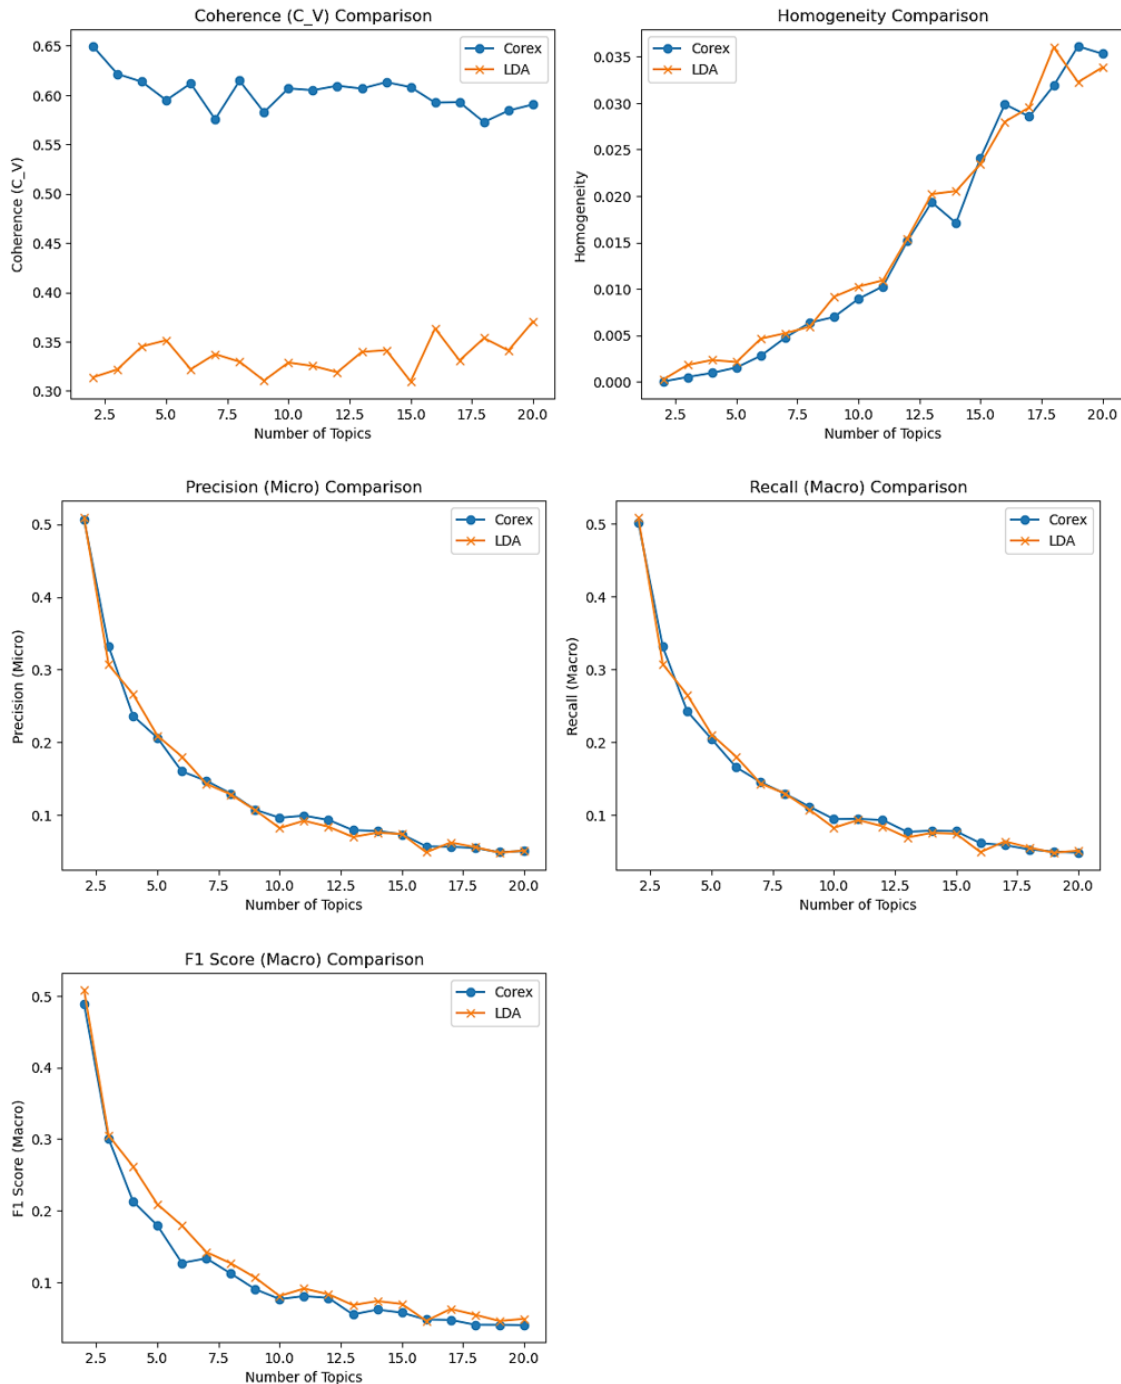 Coherence (C_V) Comparison
Corex
LDA
0.65
0.60
0.55
0.50
0.45
0.40
0.35
0.30
Coherence (C_V)
2.5 5.0 7.5 10.0 12.5 15.0 17.5 20.0
Number of Topics
Homogeneity Comparison
Corex
LDA
0.035
0.030
0.025
0.020
0.015
0.010
0.005
0.000
Homogeneity
2.5 5.0 7.5 10.0 12.5 15.0 17.5 20.0
Number of Topics
Precision (Micro) Comparison
Corex
LDA
0.5
0.4
0.3
0.2
0.1
Precision (Micro)
2.5 5.0 7.5 10.0 12.5 15.0 17.5 20.0
Number of Topics
Recall (Macro) Comparison
Corex
LDA
0.5
0.4
0.3
0.2
0.1
Recall (Macro)
2.5 5.0 7.5 10.0 12.5 15.0 17.5 20.0
Number of Topics
F1 Score (Macro) Comparison
Corex
LDA
0.5
0.4
0.3
0.2
0.1
F1 Score (Macro)
2.5 5.0 7.5 10.0 12.5 15.0 17.5 20.0
Number of Topics